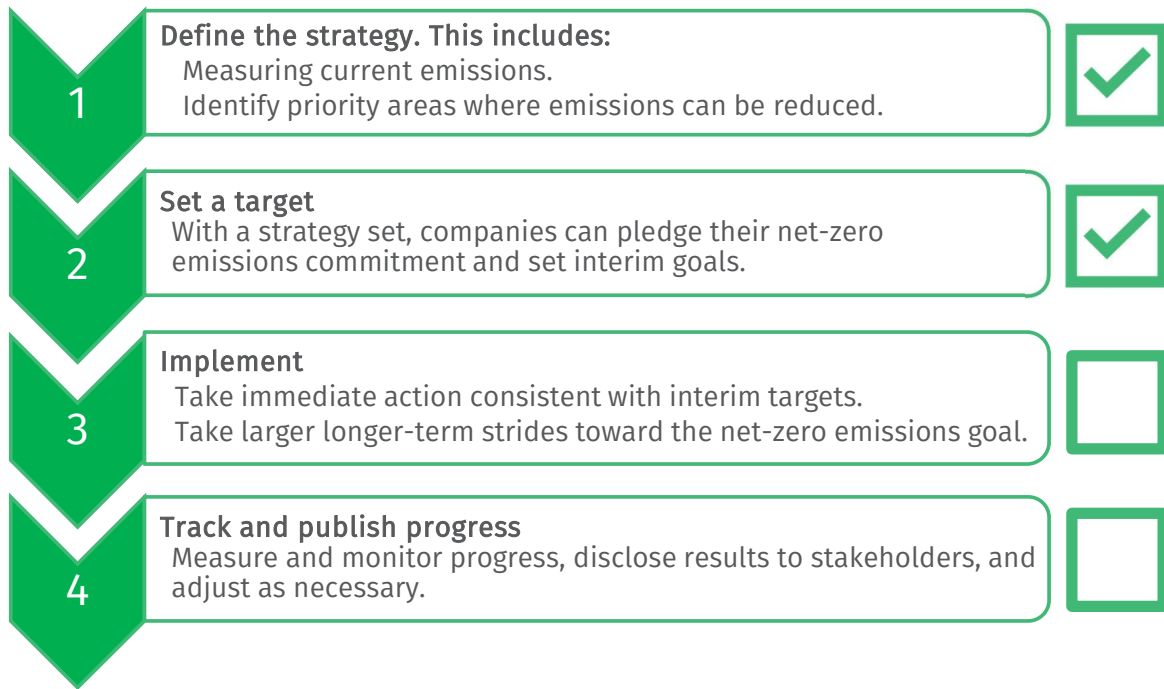 1
Define the strategy. This includes:
Measuring current emissions.
Identify priority areas where emissions can be reduced.
2
Set a target
With a strategy set, companies can pledge their net-zero
emissions commitment and set interim goals.
3
Implement
Take immediate action consistent with interim targets.
Take larger longer-term strides toward the net-zero emissions goal.
4
Track and publish progress
Measure and monitor progress, disclose results to stakeholders, and
adjust as necessary.